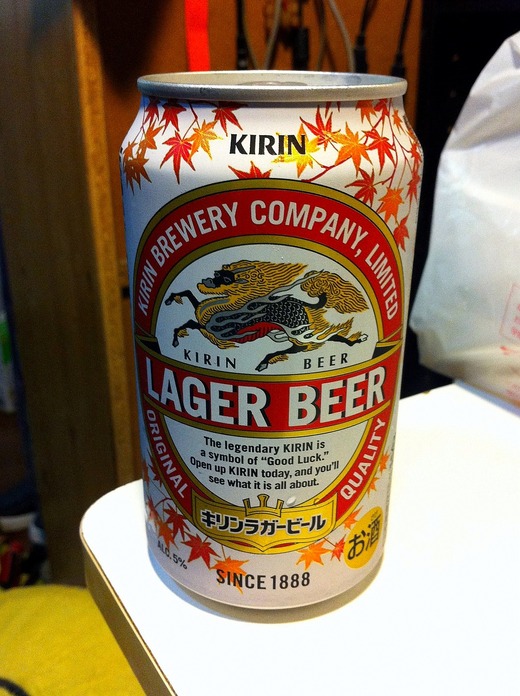 KIRIN
KIRIN BREWERY COMPANY, LIMITED
KIRIN BEER
LAGER BEER
ORIGINAL QUALITY
The legendary KIRIN is
a symbol of "Good Luck."
Open up KIRIN today, and you'll
see what it is all about.
キリンラガービール
お酒
ALC. 5%
SINCE 1888